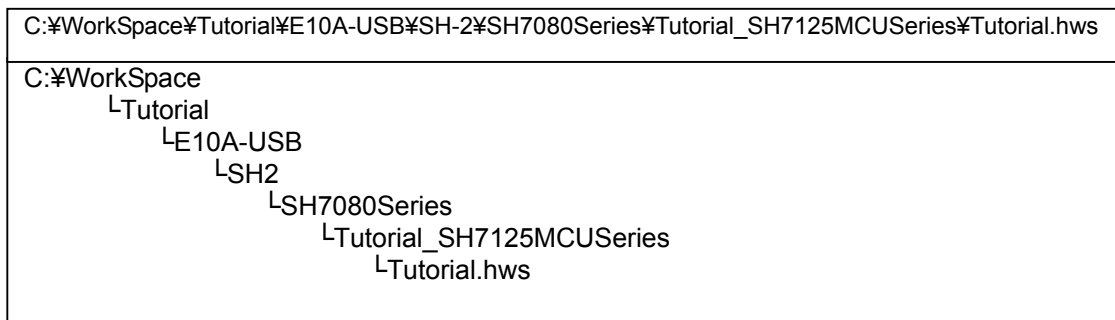 C:¥WorkSpace¥Tutorial¥E10A-USB¥SH-2¥SH7080Series¥Tutorial_SH7125MCUSeries¥Tutorial.hws
C:¥WorkSpace
└Tutorial
└E10A-USB
└SH2
└SH7080Series
└Tutorial_SH7125MCUSeries
└Tutorial.hws